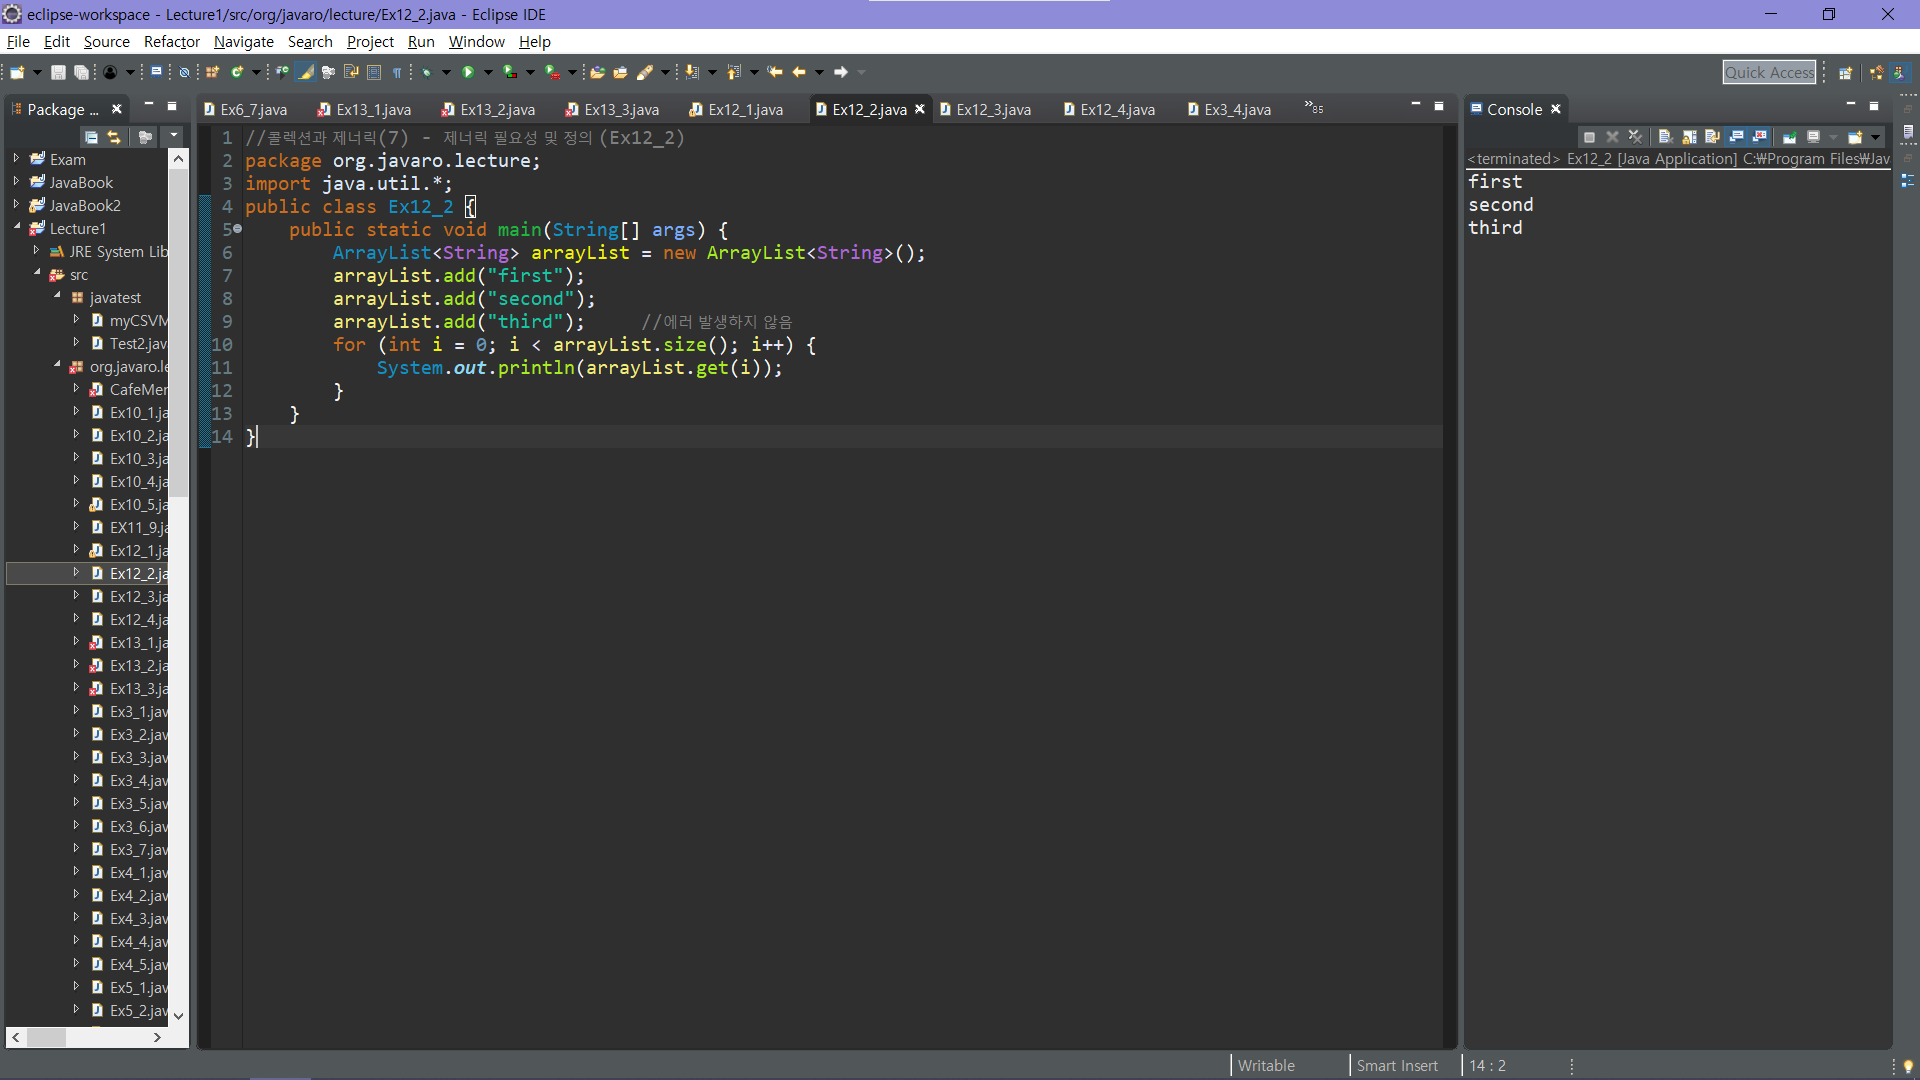 eclipse-workspace - Lecture1/src/org/javaro/lecture/Ex12_2.java - Eclipse IDE
File Edit Source Refactor Navigate Search Project Run Window Help
Quick Access
Package ...
Ex6_7.java Ex13_1.java Ex13_2.java Ex13_3.java Ex12_1.java Ex12_2.java Ex12_3.java Ex12_4.java Ex3_4.java »85
Console
Exam
JavaBook
JavaBook2
Lecture1
JRE System Lib
src
javatest
myCSVM
Test2.jav
org.javaro.le
CafeMer
Ex10_1.ja
Ex10_2.ja
Ex10_3.ja
Ex10_4.ja
Ex10_5.ja
EX11_9.ja
Ex12_1.ja
Ex12_2.ja
Ex12_3.ja
Ex12_4.ja
Ex13_1.ja
Ex13_2.ja
Ex13_3.ja
Ex3_1.jav
Ex3_2.jav
Ex3_3.jav
Ex3_4.jav
Ex3_5.jav
Ex3_6.jav
Ex3_7.jav
Ex4_1.jav
Ex4_2.jav
Ex4_3.jav
Ex4_4.jav
Ex4_5.jav
Ex5_1.jav
Ex5_2.jav
1 //콜렉션과 제너릭(7) - 제너릭 필요성 및 정의 (Ex12_2)
2 package org.javaro.lecture;
3 import java.util.*;
4 public class Ex12_2 {
5 public static void main(String[] args) {
6 ArrayList<String> arrayList = new ArrayList<String>();
7 arrayList.add("first");
8 arrayList.add("second");
9 arrayList.add("third"); //에러 발생하지 않음
10 for (int i = 0; i < arrayList.size(); i++) {
11 System.out.println(arrayList.get(i));
12 }
13 }
14 }
<terminated> Ex12_2 [Java Application] C:₩Program Files₩Jav
first
second
third
Writable Smart Insert 14 : 2